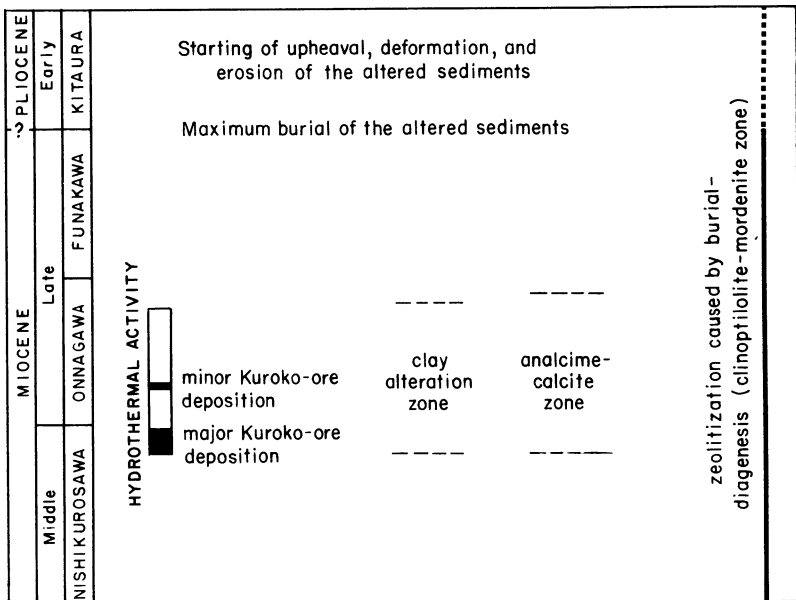 PLIOCENE
Early
KITAURA
Starting of upheaval, deformation, and
erosion of the altered sediments
-?-
Maximum burial of the altered sediments
MIOCENE
Late
FUNAKAWA
ONNAGAWA
Middle
NISHIKUROSAWA
HYDROTHERMAL ACTIVITY
minor Kuroko-ore
deposition
major Kuroko-ore
deposition
clay
alteration
zone
analcime-
calcite
zone
zeolitization caused by burial-
diagenesis (clinoptilolite-mordenite zone)